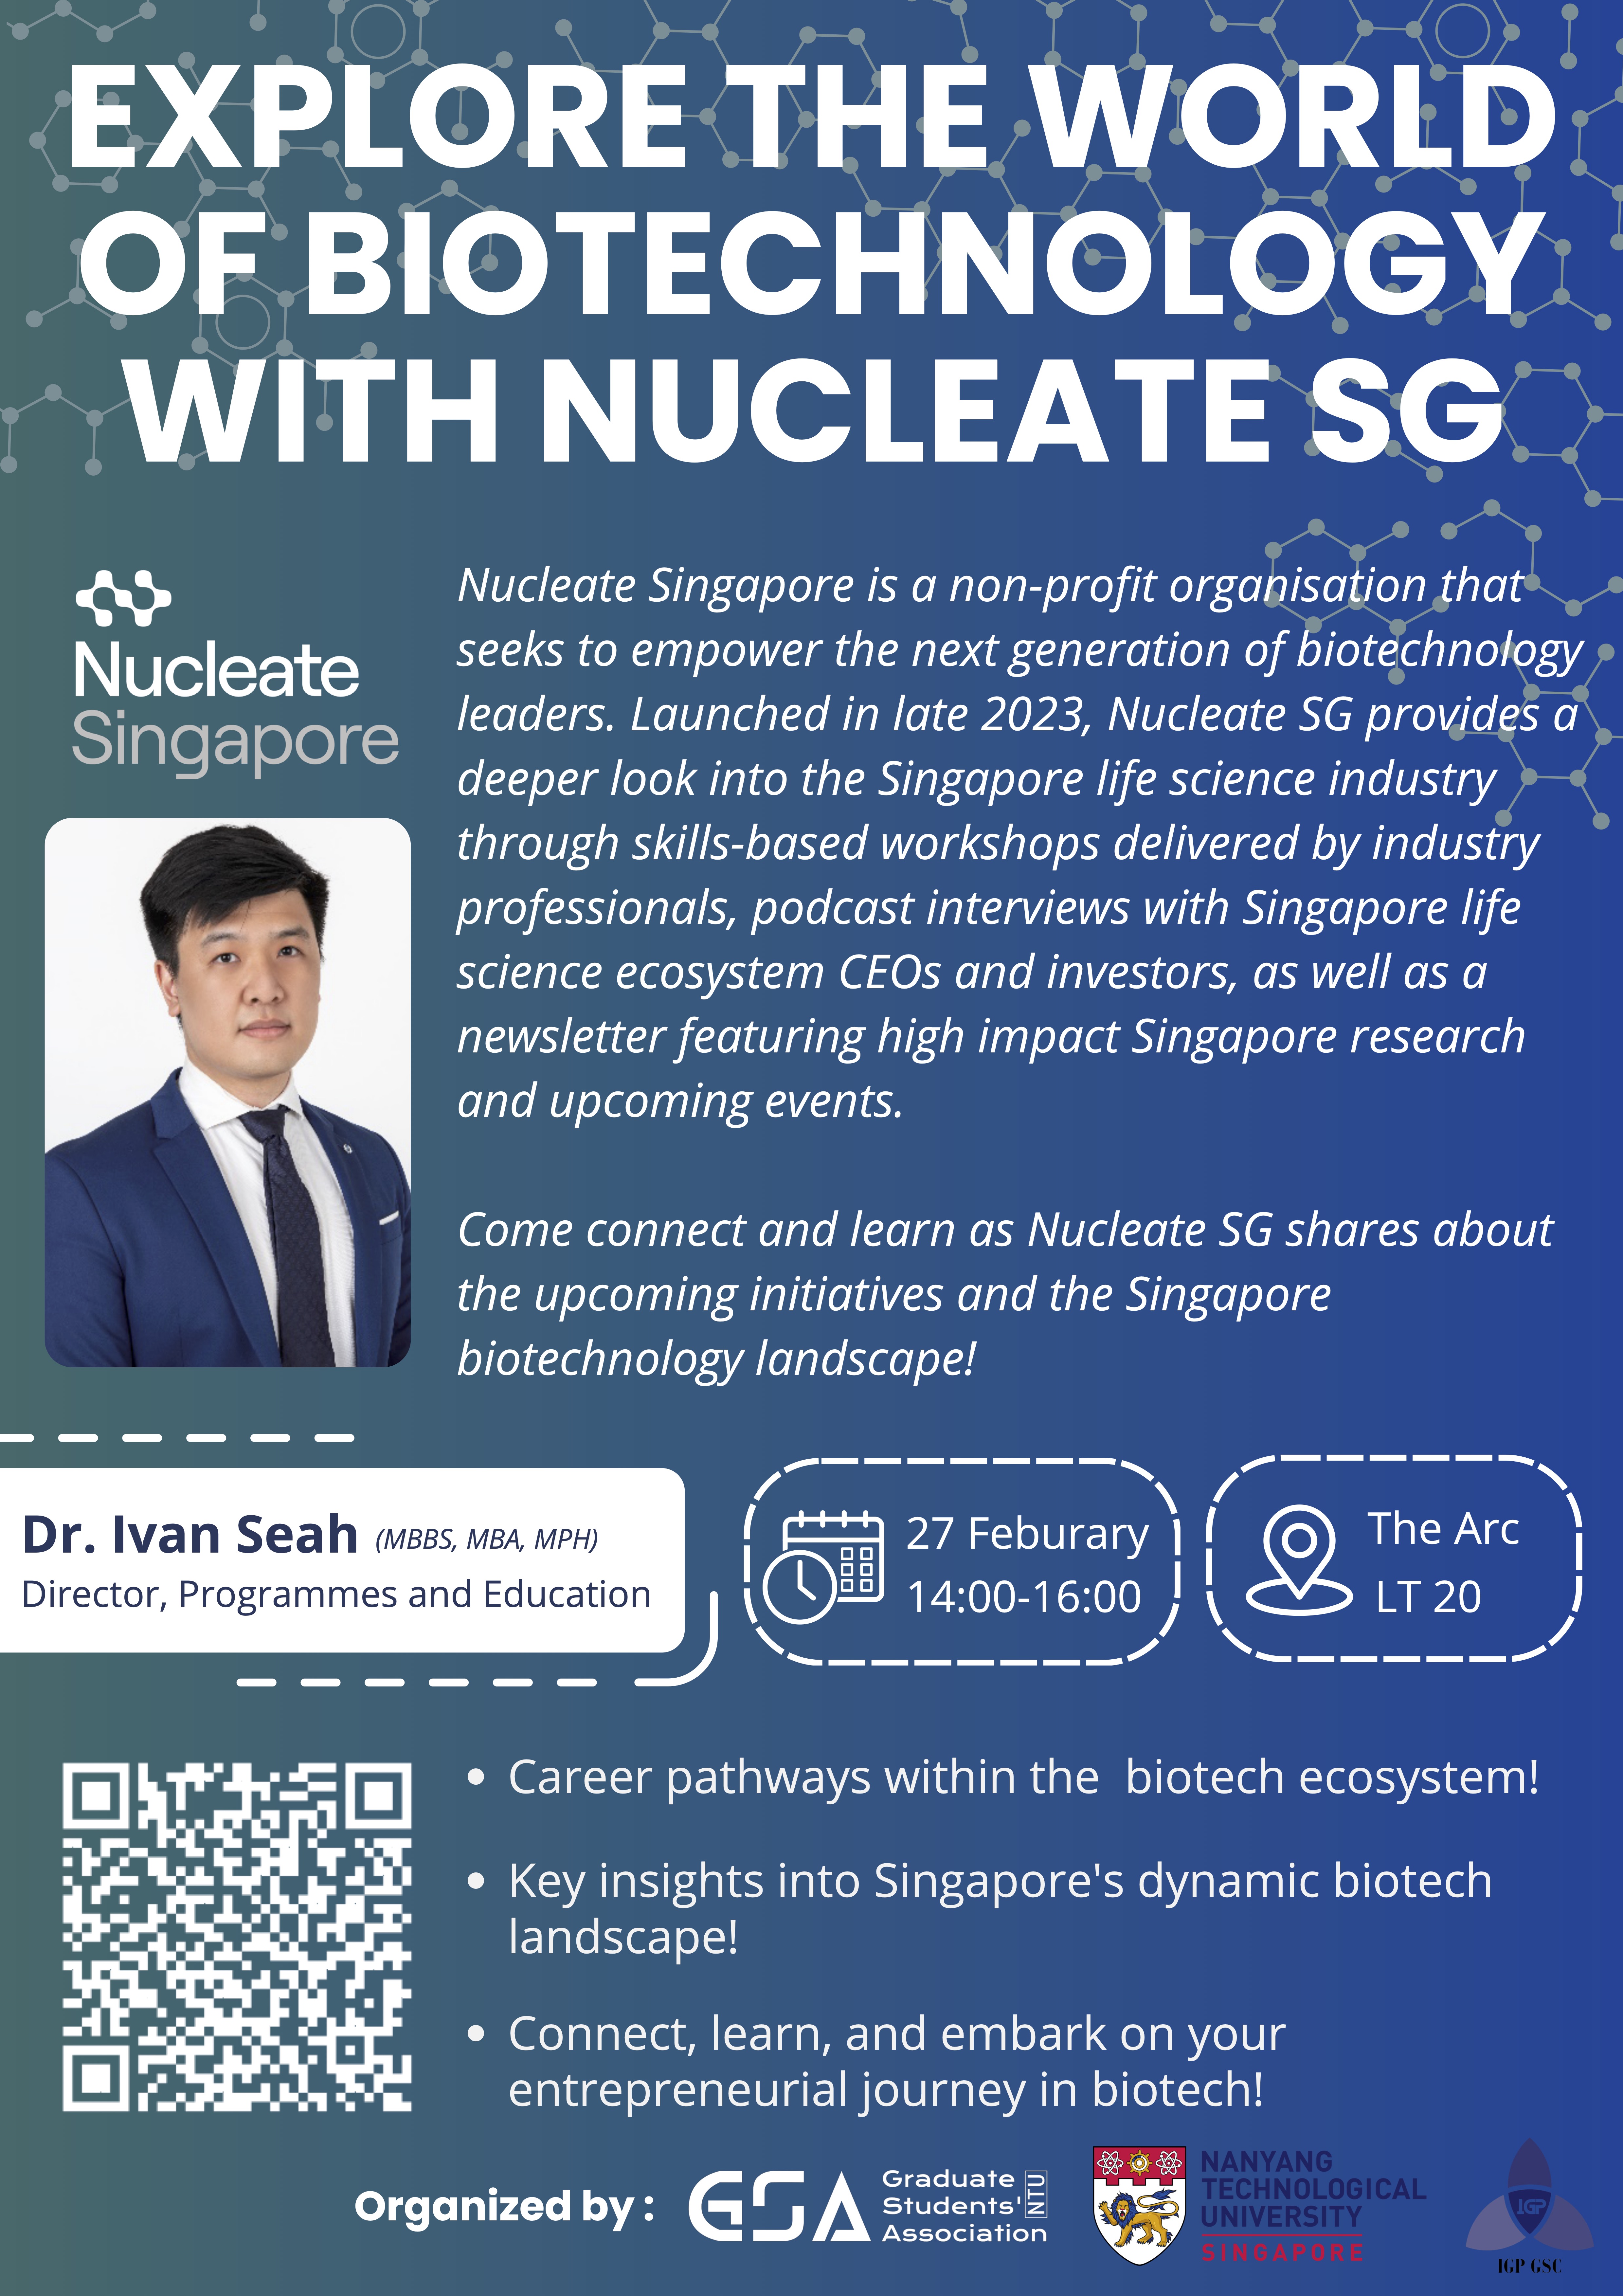 EXPLORE THE WORLD
OF BIOTECHNOLOGY
WITH NUCLEATE SG
Nucleate
Singapore
Nucleate Singapore is a non-profit organisation that
seeks to empower the next generation of biotechnology
leaders. Launched in late 2023, Nucleate SG provides a
deeper look into the Singapore life science industry
through skills-based workshops delivered by industry
professionals, podcast interviews with Singapore life
science ecosystem CEOs and investors, as well as a
newsletter featuring high impact Singapore research
and upcoming events.
Come connect and learn as Nucleate SG shares about
the upcoming initiatives and the Singapore
biotechnology landscape!
Dr. Ivan Seah (MBBS, MBA, MPH)
Director, Programmes and Education
27 Feburary
14:00-16:00
The Arc
LT 20
• Career pathways within the  biotech ecosystem!
• Key insights into Singapore's dynamic biotech
landscape!
• Connect, learn, and embark on your
entrepreneurial journey in biotech!
Organized by :
GSA
Graduate
Students'
Association
NTU
NANYANG
TECHNOLOGICAL
UNIVERSITY
SINGAPORE
IGP
IGP GSC